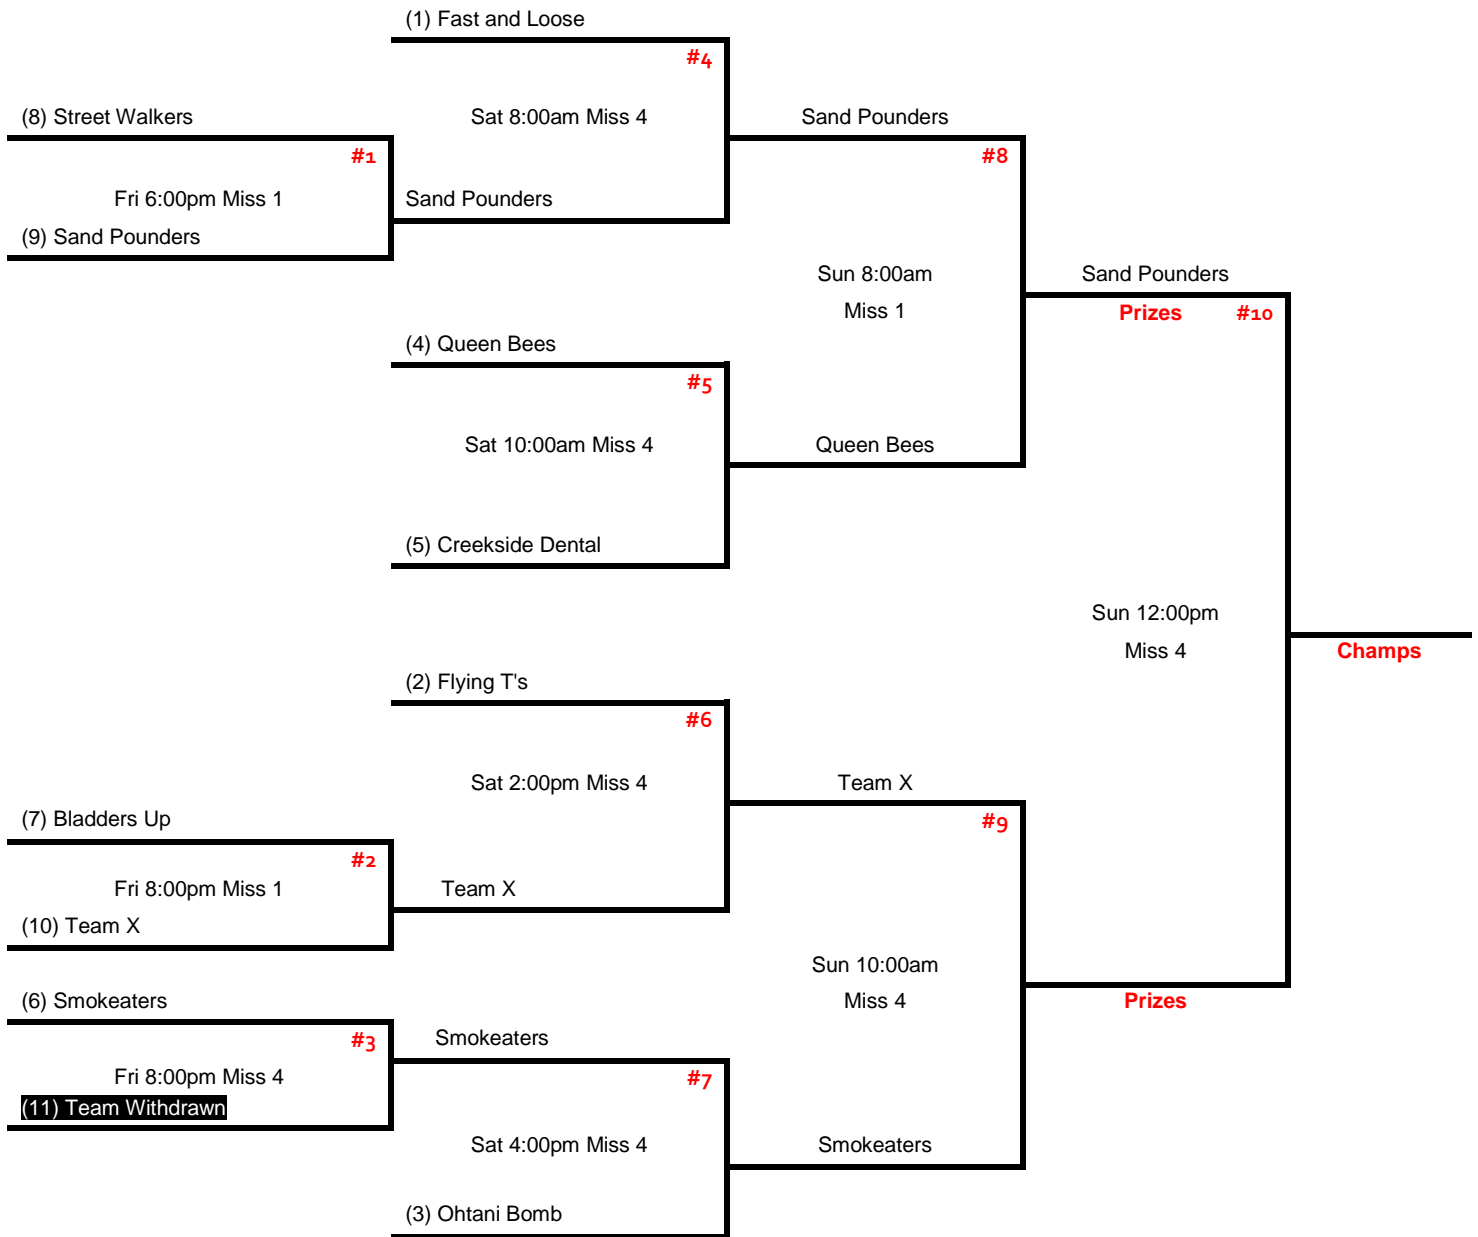 (1) Fast and Loose
#4
(8) Street Walkers
Sat 8:00am Miss 4
Sand Pounders
#1
#8
Fri 6:00pm Miss 1
Sand Pounders
(9) Sand Pounders
Sun 8:00am
Miss 1
Sand Pounders
Prizes
#10
(4) Queen Bees
#5
Sat 10:00am Miss 4
Queen Bees
(5) Creekside Dental
Sun 12:00pm
Miss 4
Champs
(2) Flying T's
#6
Sat 2:00pm Miss 4
Team X
(7) Bladders Up
#9
#2
Fri 8:00pm Miss 1
Team X
(10) Team X
Sun 10:00am
Miss 4
(6) Smokeaters
Prizes
#3
Smokeaters
Fri 8:00pm Miss 4
#7
(11) Team Withdrawn
Sat 4:00pm Miss 4
Smokeaters
(3) Ohtani Bomb